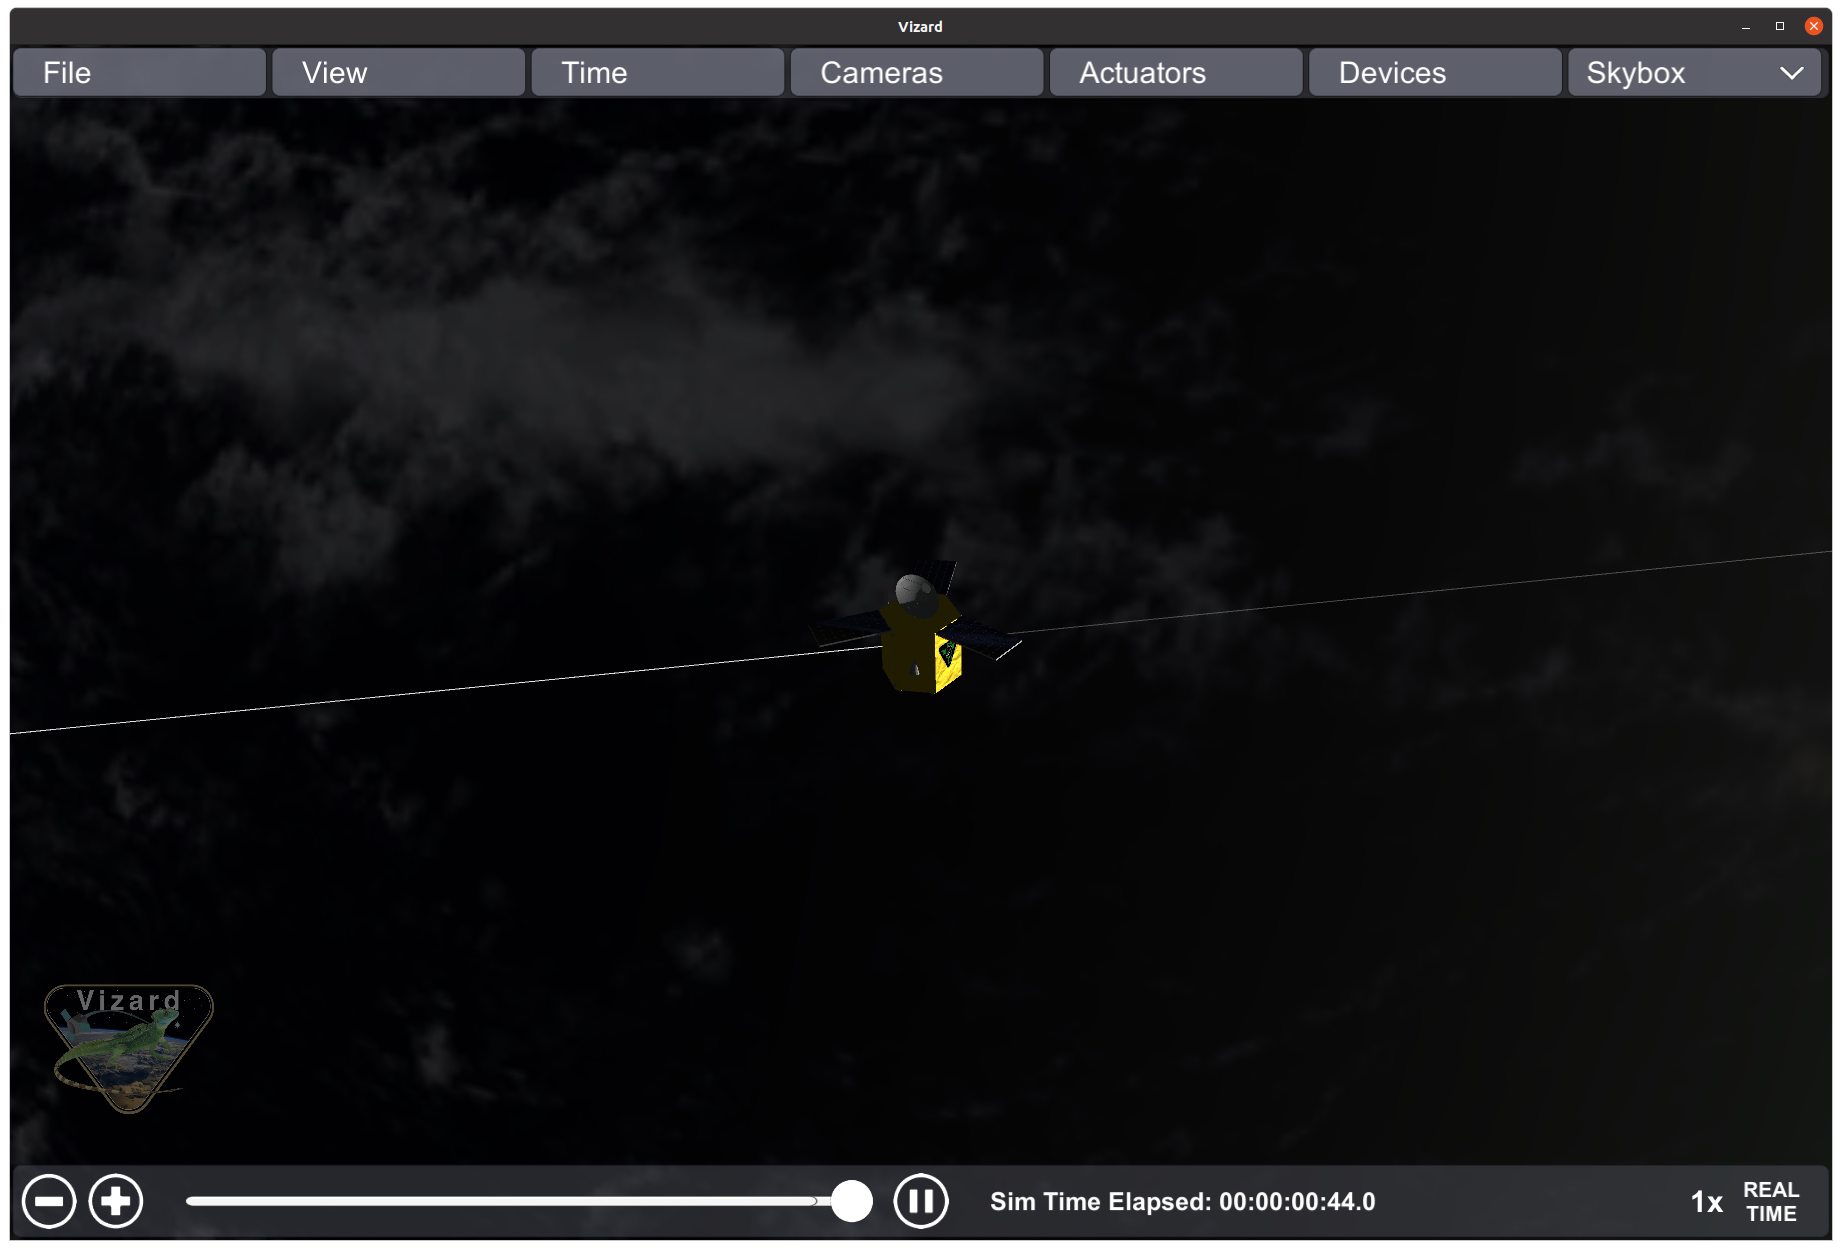 Vizard
File View Time Cameras Actuators Devices Skybox
Vizard
Sim Time Elapsed: 00:00:00:44.0
1x REAL
TIME